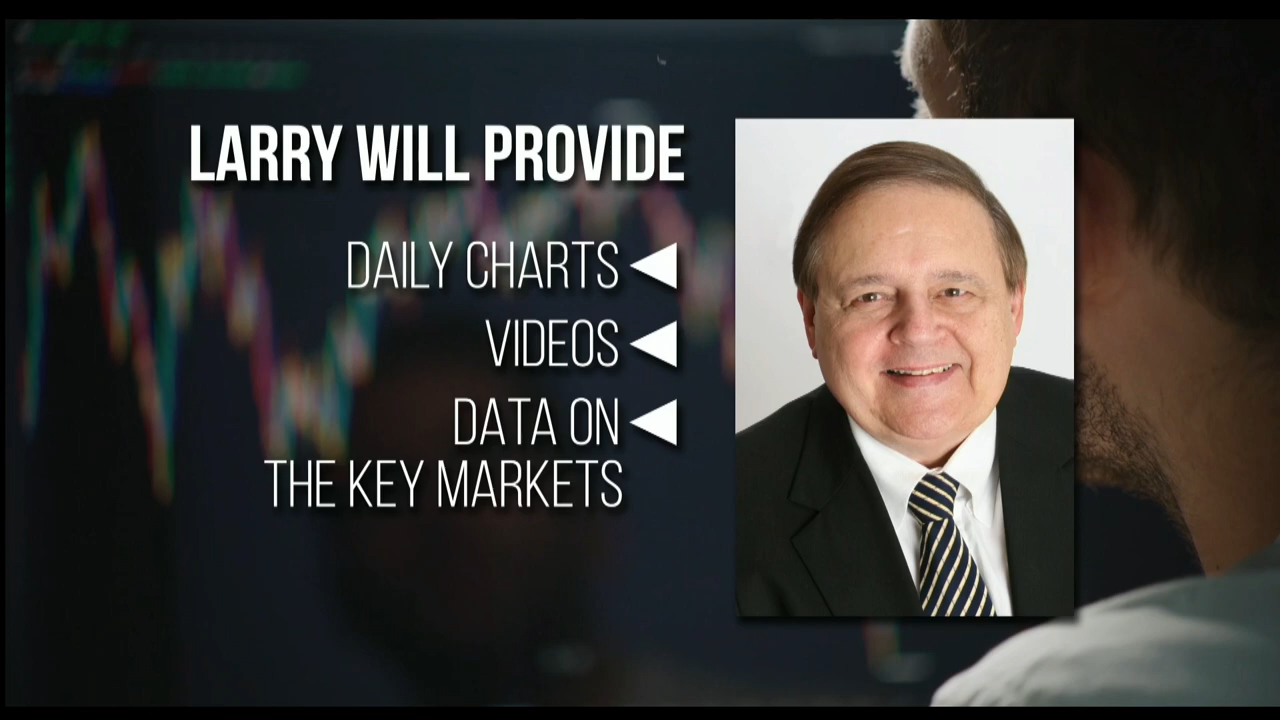 LARRY WILL PROVIDE
DAILY CHARTS
VIDEOS
DATA ON
THE KEY MARKETS